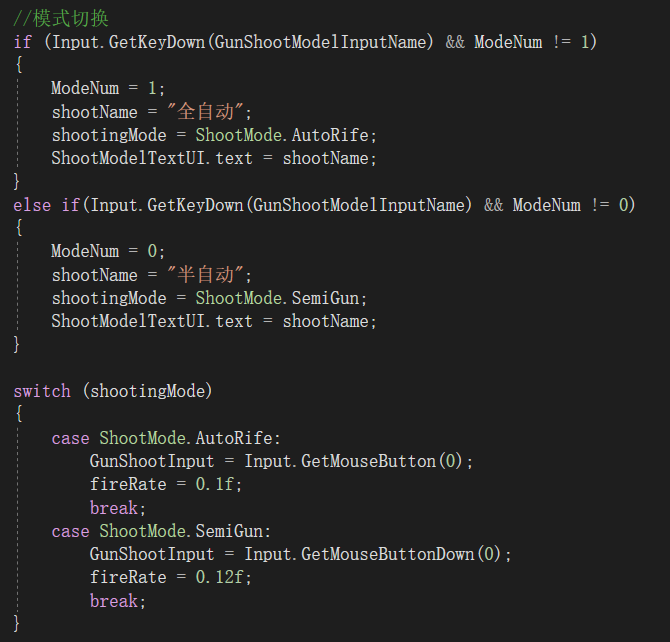 //模式切换
if (Input.GetKeyDown(GunShootModelInputName) && ModeNum != 1)
{
    ModeNum = 1;
    shootName = "全自动";
    shootingMode = ShootMode.AutoRife;
    ShootModelTextUI.text = shootName;
}
else if(Input.GetKeyDown(GunShootModelInputName) && ModeNum != 0)
{
    ModeNum = 0;
    shootName = "半自动";
    shootingMode = ShootMode.SemiGun;
    ShootModelTextUI.text = shootName;
}

switch (shootingMode)
{
    case ShootMode.AutoRife:
        GunShootInput = Input.GetMouseButton(0);
        fireRate = 0.1f;
        break;
    case ShootMode.SemiGun:
        GunShootInput = Input.GetMouseButtonDown(0);
        fireRate = 0.12f;
        break;
}